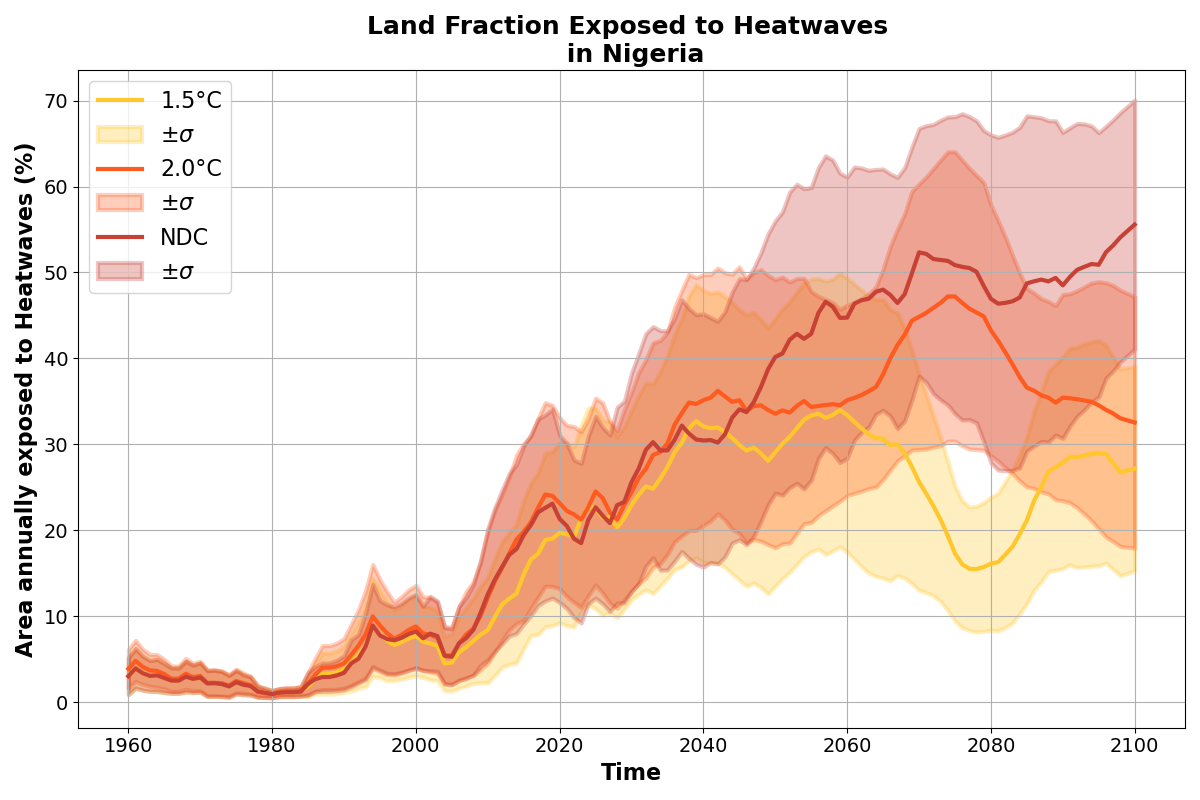 Land Fraction Exposed to Heatwaves
in Nigeria
1.5°C
±σ
2.0°C
±σ
NDC
±σ
Area annually exposed to Heatwaves (%)
70
60
50
40
30
20
10
0
1960 1980 2000 2020 2040 2060 2080 2100
Time